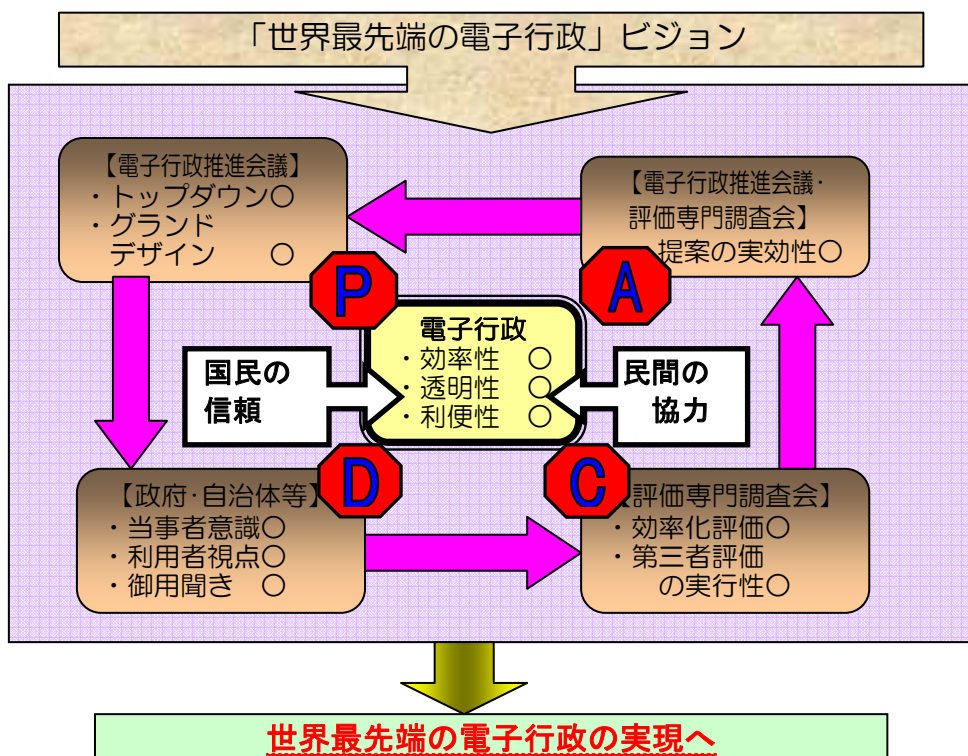 「世界最先端の電子行政」ビジョン
【電子行政推進会議】
・トップダウン〇
・グランド
デザイン 〇
【電子行政推進会議・
評価専門調査会】
提案の実効性〇
P
A
電子行政
・効率性 〇
・透明性 〇
・利便性 〇
国民の
信頼
民間の
協力
D
C
【政府・自治体等】
・当事者意識〇
・利用者視点〇
・御用聞き 〇
【評価専門調査会】
・効率化評価〇
・第三者評価
の実行性〇
世界最先端の電子行政の実現へ